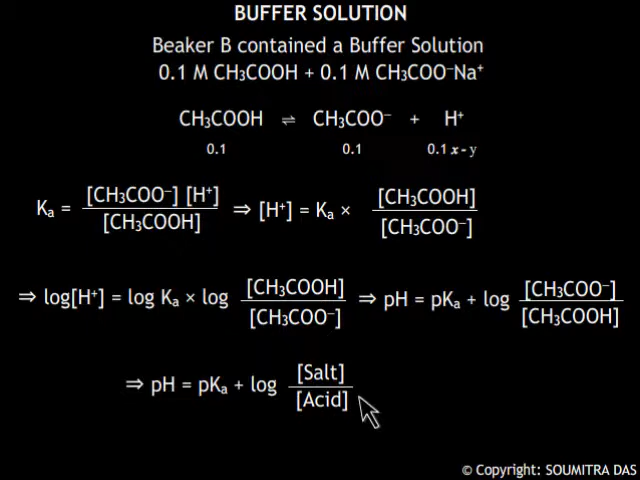 BUFFER SOLUTION
Beaker B contained a Buffer Solution
0.1 M CH₃COOH + 0.1 M CH₃COO⁻Na⁺
CH₃COOH ⇌ CH₃COO⁻ + H⁺
0.1 0.1 0.1 x - y
Kₐ = [CH₃COO⁻] [H⁺] / [CH₃COOH] ⇒ [H⁺] = Kₐ × [CH₃COOH] / [CH₃COO⁻]
⇒ log[H⁺] = log Kₐ × log [CH₃COOH] / [CH₃COO⁻] ⇒ pH = pKₐ + log [CH₃COO⁻] / [CH₃COOH]
⇒ pH = pKₐ + log [Salt] / [Acid]
© Copyright: SOUMITRA DAS